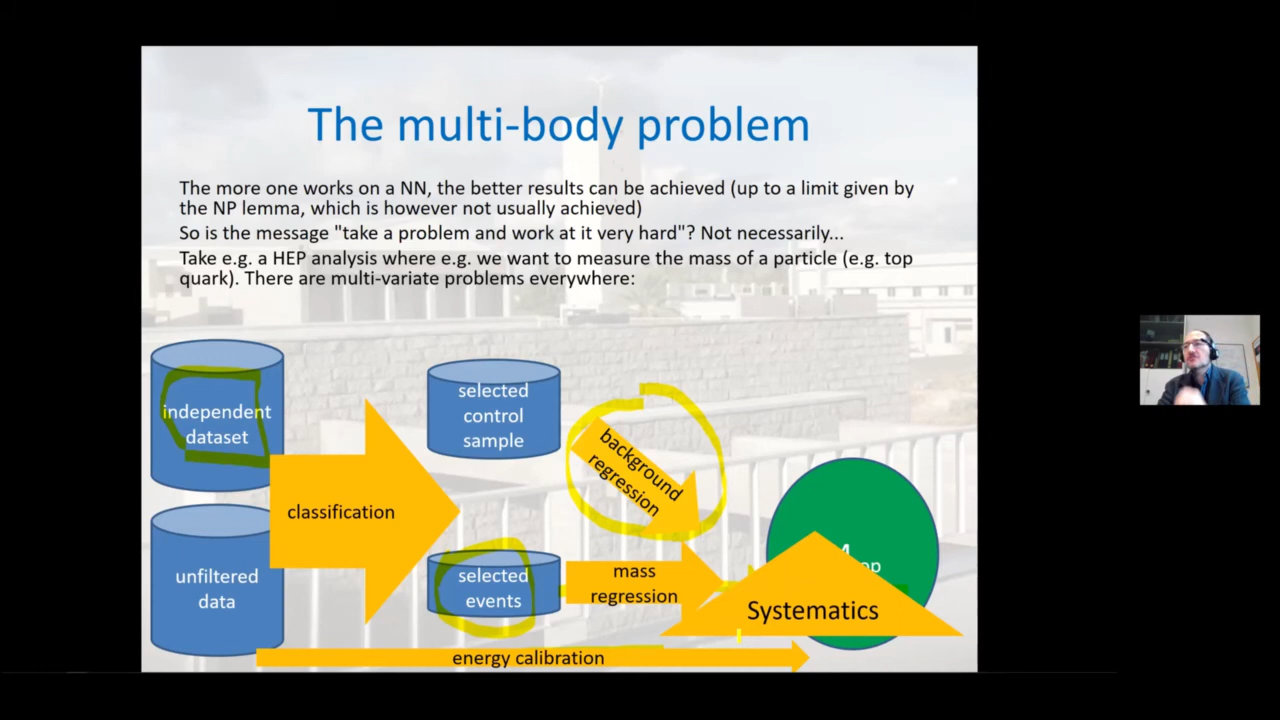 The multi-body problem
The more one works on a NN, the better results can be achieved (up to a limit given by
the NP lemma, which is however not usually achieved)
So is the message "take a problem and work at it very hard"? Not necessarily...
Take e.g. a HEP analysis where e.g. we want to measure the mass of a particle (e.g. top
quark). There are multi-variate problems everywhere:
independent
dataset
unfiltered
data
classification
selected
control
sample
selected
events
background
regression
mass
regression
Systematics
energy calibration